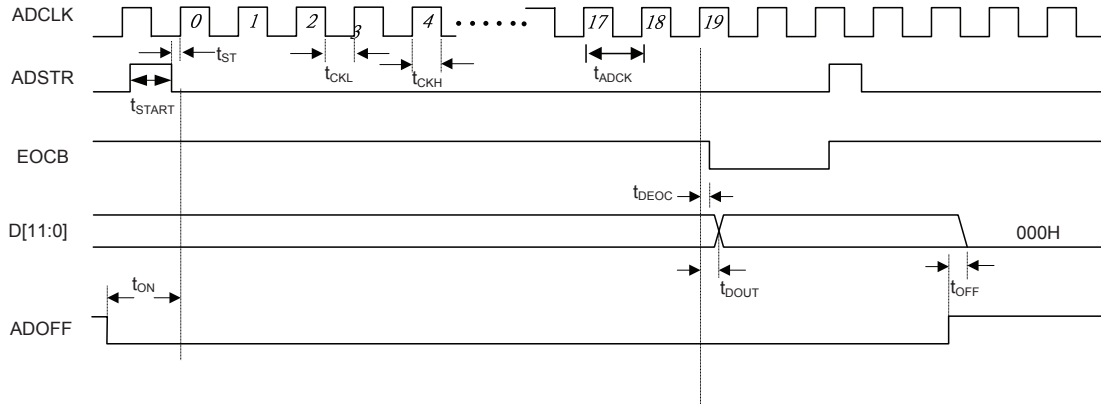 ADCLK
0 1 2 3 4 17 18 19
tST
tCKL tCKH tADCK
ADSTR
tSTART
EOCB
tDEOC
D[11:0] 000H
tON tDOUT tOFF
ADOFF